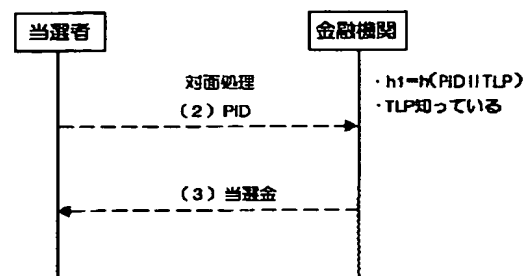 当選者
金融機関
対面処理
・h1=h(PID||TLP)
・TLP知っている
(2)PID
(3)当選金